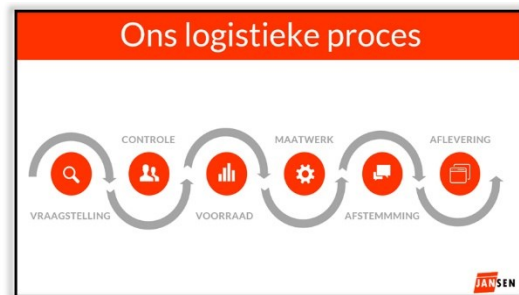 Ons logistieke proces
CONTROLE
MAATWERK
AFLEVERING
VRAAGSTELLING
VOORRAAD
AFSTEMMMING
JANSEN